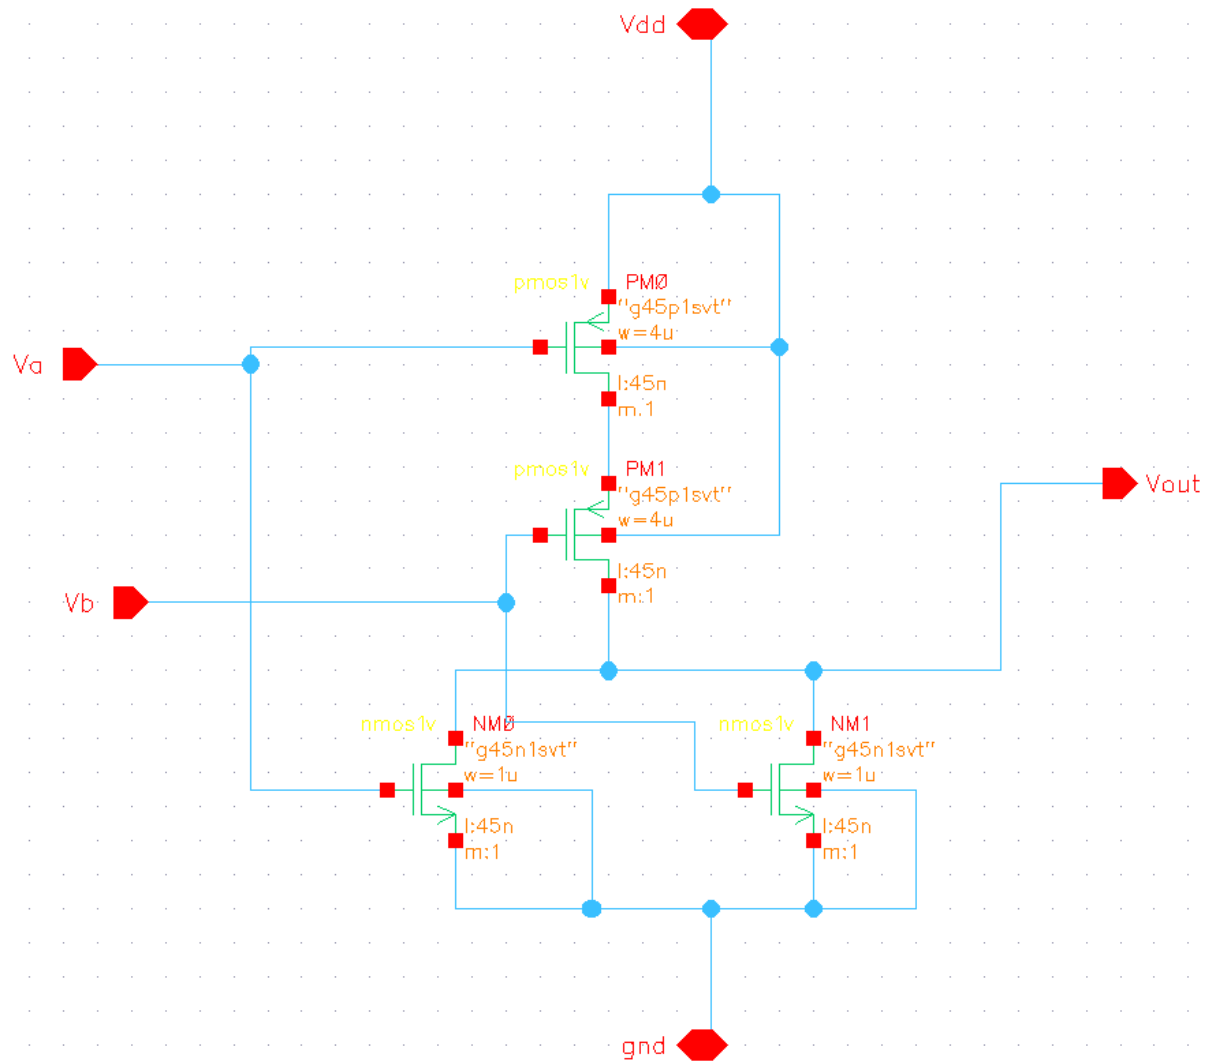 Vdd
pmos1v PM0
"g45p1svt"
w=4u
Va
l:45n
m:1
pmos1v PM1
"g45p1svt"
w=4u
Vout
l:45n
m:1
Vb
nmos1v NM0
"g45n1svt"
w=1u
l:45n
m:1
nmos1v NM1
"g45n1svt"
w=1u
l:45n
m:1
gnd